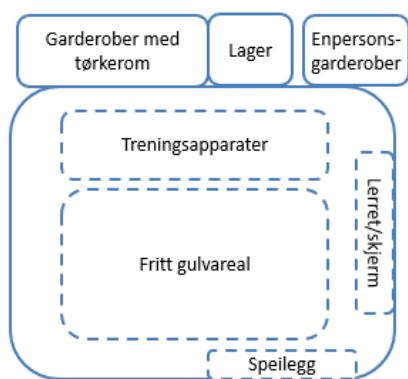 Garderober med
tørkerom
Lager
Enpersons-
garderober
Treningsapparater
Lerret/skjerm
Fritt gulvareal
Speilegg